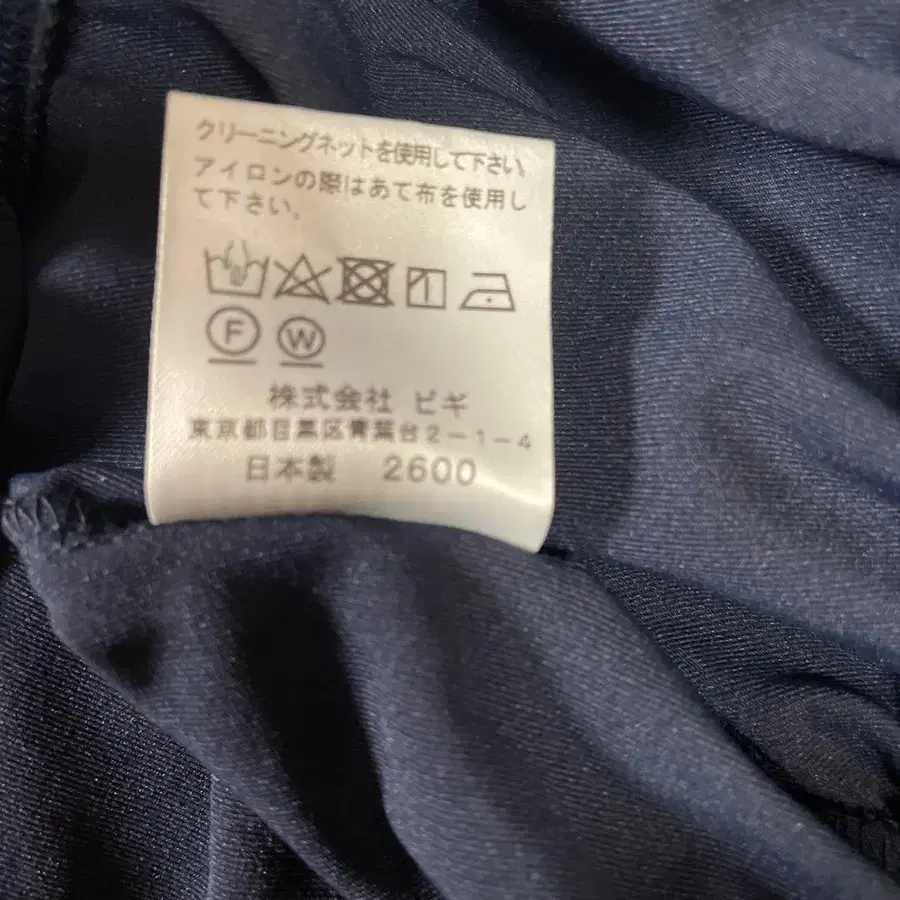 クリーニングネットを使用して下さい。
アイロンの際はあて布を使用し
て下さい。
F W
株式会社 ビギ
東京都目黒区青葉台2-1-4
日本製 2600